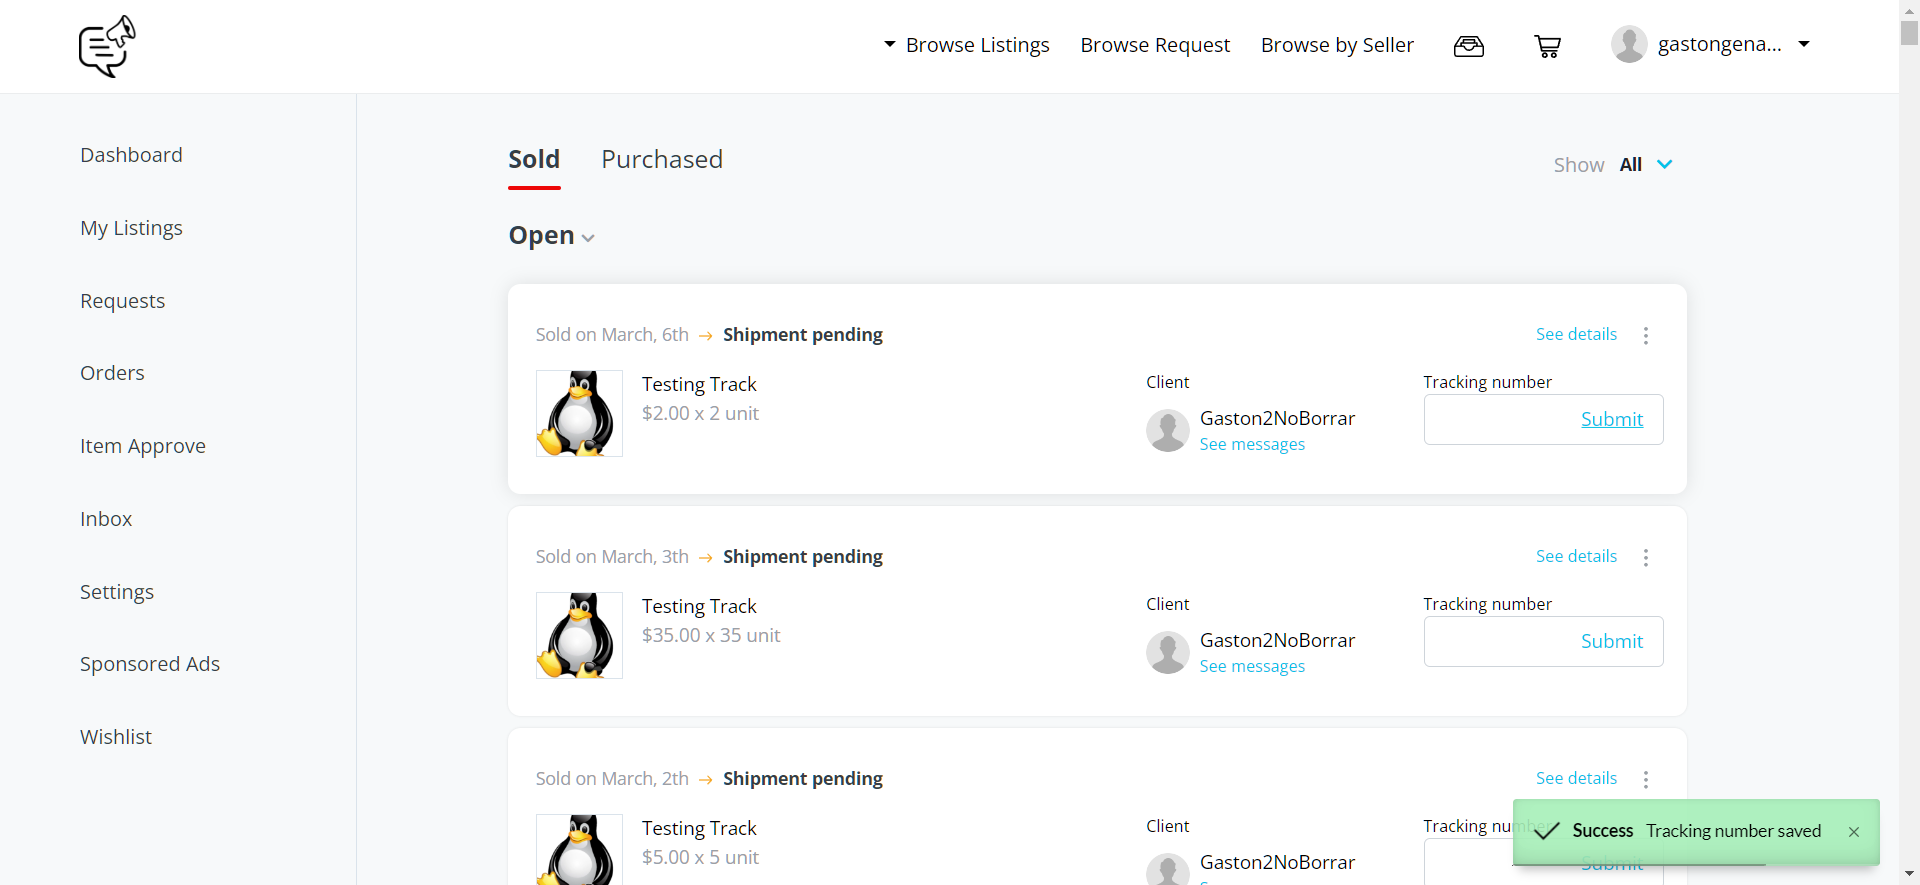 Browse Listings Browse Request Browse by Seller gastongena...
Dashboard
My Listings
Requests
Orders
Item Approve
Inbox
Settings
Sponsored Ads
Wishlist
Sold Purchased Show All
Open
Sold on March, 6th → Shipment pending See details
Testing Track
$2.00 x 2 unit
Client
Gaston2NoBorrar
See messages
Tracking number
Submit
Sold on March, 3th → Shipment pending See details
Testing Track
$35.00 x 35 unit
Client
Gaston2NoBorrar
See messages
Tracking number
Submit
Sold on March, 2th → Shipment pending See details
Testing Track
$5.00 x 5 unit
Client
Gaston2NoBorrar
Tracking number
Submit
Success Tracking number saved ×